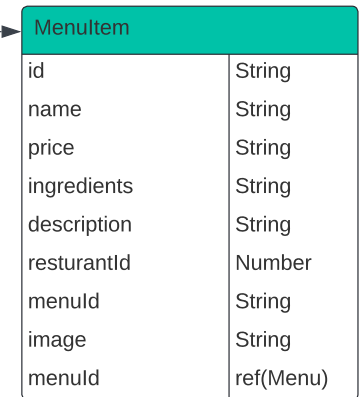 MenuItem
id String
name String
price String
ingredients String
description String
resturantId Number
menuId String
image String
menuId ref(Menu)